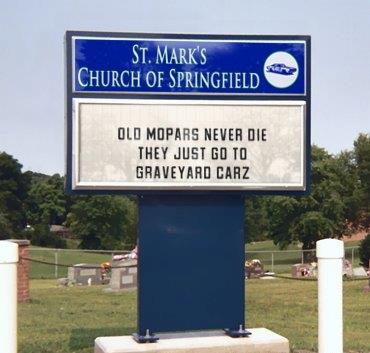 St. Mark's
Church of Springfield
OLD MOPARS NEVER DIE
THEY JUST GO TO
GRAVEYARD CARZ